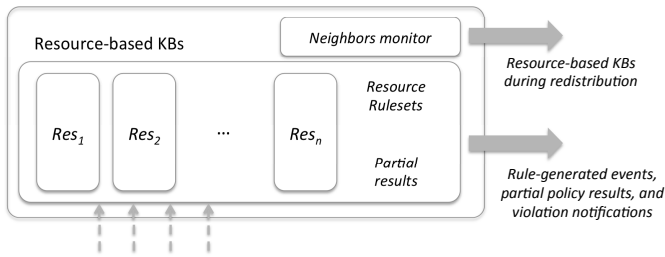 Neighbors monitor
Resource-based KBs
Resource-based KBs
during redistribution
Resource
Rulesets
Res1
Res2
...
Resn
Partial
results
Rule-generated events,
partial policy results, and
violation notifications